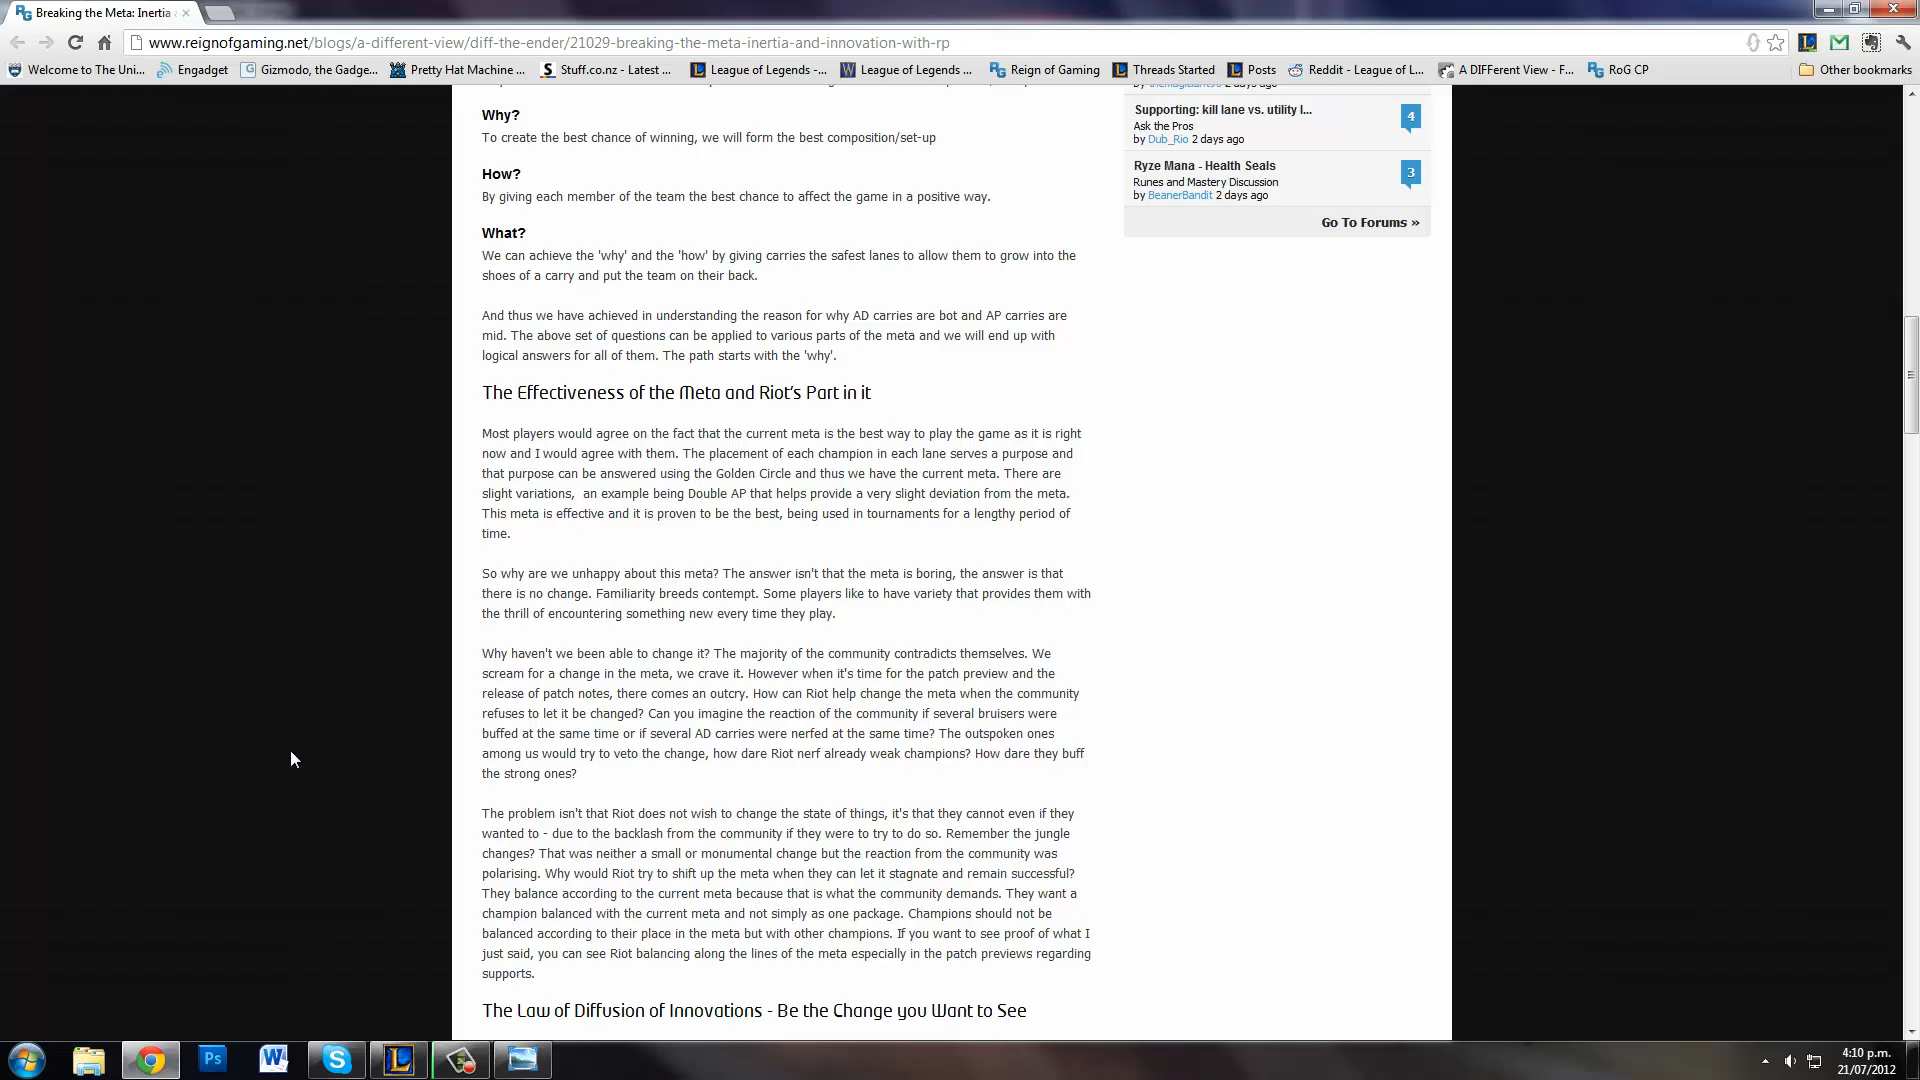 Breaking the Meta: Inertia
www.reignofgaming.net/blogs/a-different-view/diff-the-ender/21029-breaking-the-meta-inertia-and-innovation-with-rp
Welcome to The Uni... Engadget Gizmodo, the Gadge... Pretty Hat Machine ... Stuff.co.nz - Latest ... League of Legends -... League of Legends ... Reign of Gaming Threads Started Posts Reddit - League of L... A DIFFerent View - F... RoG CP Other bookmarks
Why?
To create the best chance of winning, we will form the best composition/set-up
How?
By giving each member of the team the best chance to affect the game in a positive way.
What?
We can achieve the 'why' and the 'how' by giving carries the safest lanes to allow them to grow into the
shoes of a carry and put the team on their back.
And thus we have achieved in understanding the reason for why AD carries are bot and AP carries are
mid. The above set of questions can be applied to various parts of the meta and we will end up with
logical answers for all of them. The path starts with the 'why'.
The Effectiveness of the Meta and Riot's Part in it
Most players would agree on the fact that the current meta is the best way to play the game as it is right
now and I would agree with them. The placement of each champion in each lane serves a purpose and
that purpose can be answered using the Golden Circle and thus we have the current meta. There are
slight variations,  an example being Double AP that helps provide a very slight deviation from the meta.
This meta is effective and it is proven to be the best, being used in tournaments for a lengthy period of
time.
So why are we unhappy about this meta? The answer isn't that the meta is boring, the answer is that
there is no change. Familiarity breeds contempt. Some players like to have variety that provides them with
the thrill of encountering something new every time they play.
Why haven't we been able to change it? The majority of the community contradicts themselves. We
scream for a change in the meta, we crave it. However when it's time for the patch preview and the
release of patch notes, there comes an outcry. How can Riot help change the meta when the community
refuses to let it be changed? Can you imagine the reaction of the community if several bruisers were
buffed at the same time or if several AD carries were nerfed at the same time? The outspoken ones
among us would try to veto the change, how dare Riot nerf already weak champions? How dare they buff
the strong ones?
The problem isn't that Riot does not wish to change the state of things, it's that they cannot even if they
wanted to - due to the backlash from the community if they were to try to do so. Remember the jungle
changes? That was neither a small or monumental change but the reaction from the community was
polarising. Why would Riot try to shift up the meta when they can let it stagnate and remain successful?
They balance according to the current meta because that is what the community demands. They want a
champion balanced with the current meta and not simply as one package. Champions should not be
balanced according to their place in the meta but with other champions. If you want to see proof of what I
just said, you can see Riot balancing along the lines of the meta especially in the patch previews regarding
supports.
The Law of Diffusion of Innovations - Be the Change you Want to See
Supporting: kill lane vs. utility l...
4
Ask the Pros
by Dub_Rio 2 days ago
Ryze Mana - Health Seals
3
Runes and Mastery Discussion
by BeanerBandit 2 days ago
Go To Forums »
4:10 p.m.
21/07/2012